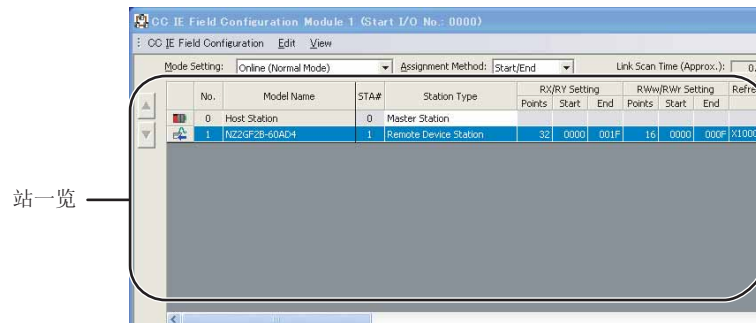 CC IE Field Configuration Module 1 (Start I/O No.: 0000)
CC IE Field Configuration Edit View
Mode Setting: Online (Normal Mode) Assignment Method: Start/End Link Scan Time (Approx.): 0.
No. Model Name STA# Station Type RX/RY Setting RWw/RWr Setting Refre
Points Start End Points Start End
0 Host Station 0 Master Station
1 NZ2GF2B-60AD4 1 Remote Device Station 32 0000 001F 16 0000 000F X1000
站一览